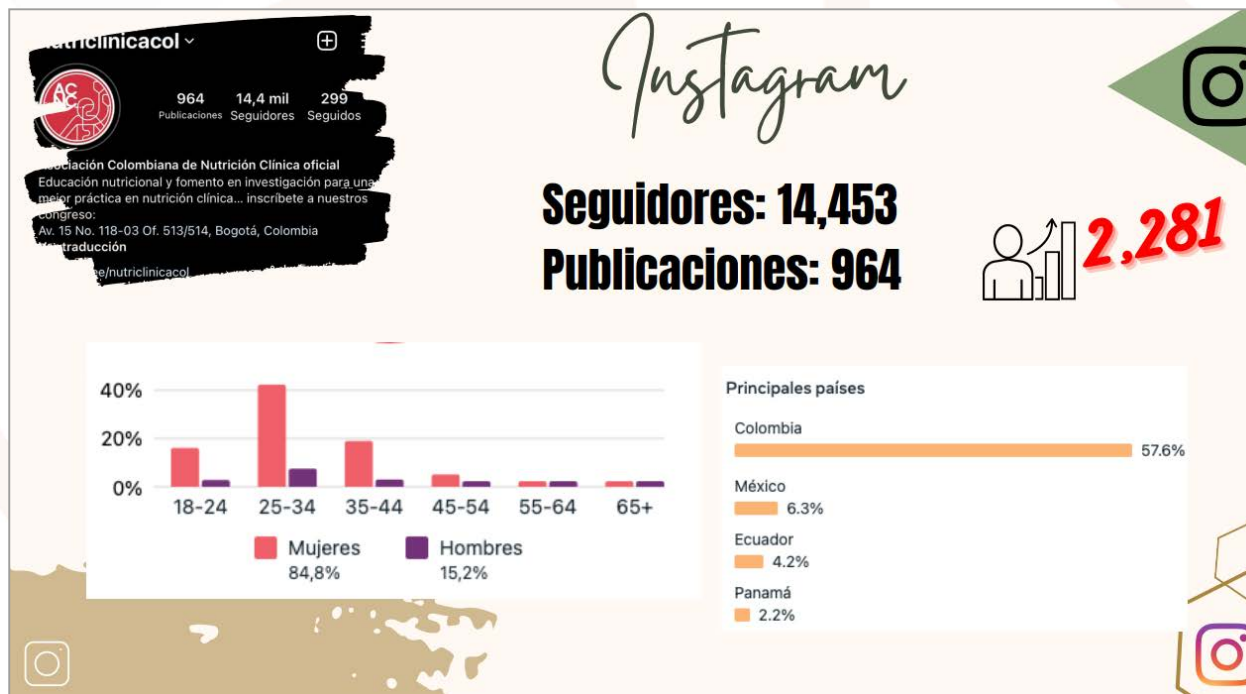 nutriclinicacol
964 14,4 mil 299
Publicaciones Seguidores Seguidos
Asociación Colombiana de Nutrición Clínica oficial
Educación nutricional y fomento en investigación para una
mejor práctica en nutrición clínica... inscríbete a nuestros
congreso:
Av. 15 No. 118-03 Of. 513/514, Bogotá, Colombia
traducción
ee/nutriclinicacol
Instagram
Seguidores: 14,453
Publicaciones: 964
2,281
40%
20%
0%
18-24 25-34 35-44 45-54 55-64 65+
Mujeres Hombres
84,8% 15,2%
Principales países
Colombia
57.6%
México
6.3%
Ecuador
4.2%
Panamá
2.2%